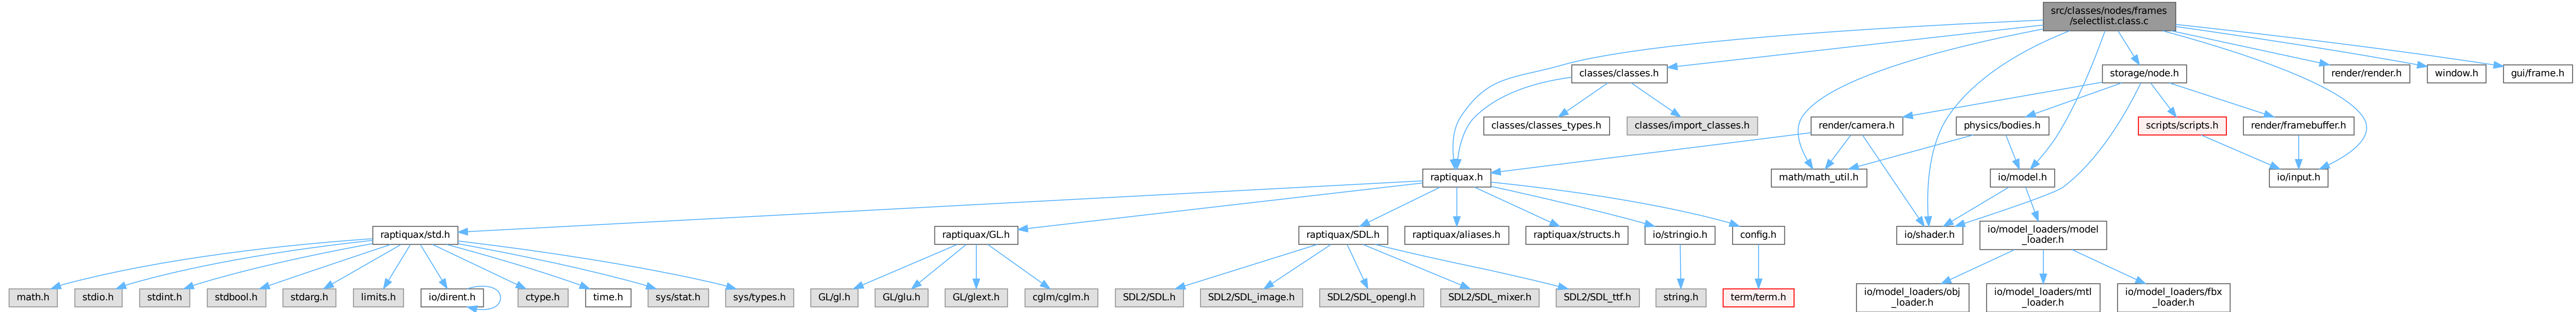 src/classes/nodes/frames
/selectlist.class.c
classes/classes.h
storage/node.h
render/render.h
window.h
gui/frame.h
classes/classes_types.h
classes/import_classes.h
render/camera.h
physics/bodies.h
scripts/scripts.h
render/framebuffer.h
raptiquax.h
math/math_util.h
io/model.h
io/input.h
raptiquax/std.h
raptiquax/GL.h
raptiquax/SDL.h
raptiquax/aliases.h
raptiquax/structs.h
io/stringio.h
config.h
io/shader.h
io/model_loaders/model
_loader.h
math.h
stdio.h
stdint.h
stdbool.h
stdarg.h
limits.h
io/dirent.h
ctype.h
time.h
sys/stat.h
sys/types.h
GL/gl.h
GL/glu.h
GL/glext.h
cglm/cglm.h
SDL2/SDL.h
SDL2/SDL_image.h
SDL2/SDL_opengl.h
SDL2/SDL_mixer.h
SDL2/SDL_ttf.h
string.h
term/term.h
io/model_loaders/obj
_loader.h
io/model_loaders/mtl
_loader.h
io/model_loaders/fbx
_loader.h